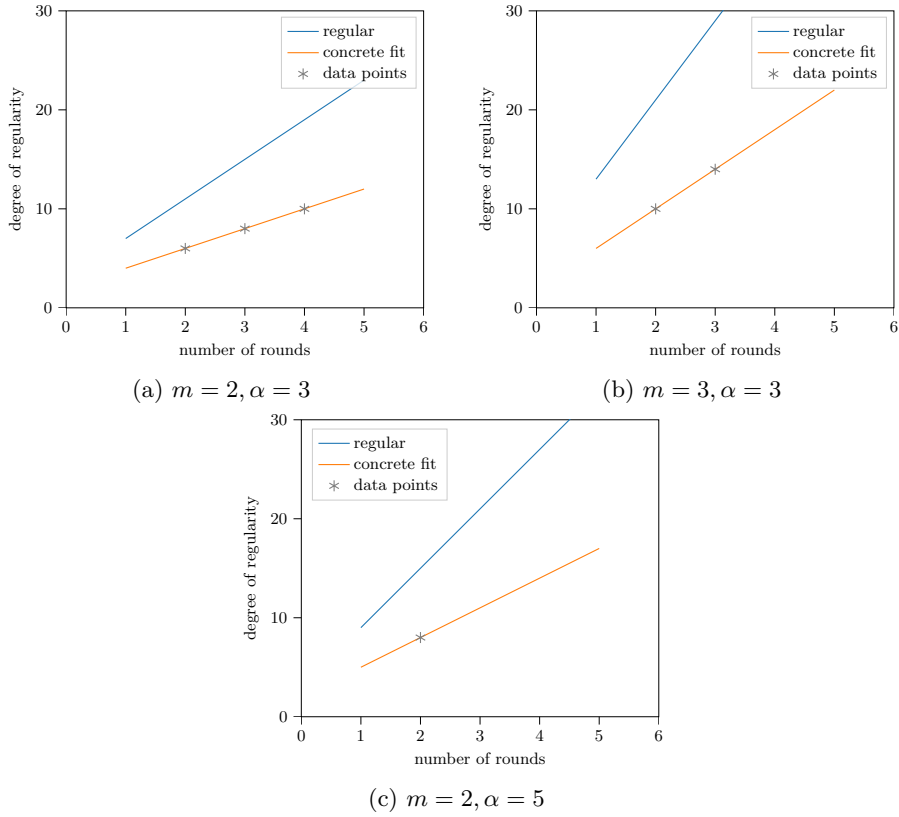 30
20
10
0
degree of regularity
regular
concrete fit
data points
0 1 2 3 4 5 6
number of rounds
(a) m = 2, α = 3
30
20
10
0
degree of regularity
regular
concrete fit
data points
0 1 2 3 4 5 6
number of rounds
(b) m = 3, α = 3
30
20
10
0
degree of regularity
regular
concrete fit
data points
0 1 2 3 4 5 6
number of rounds
(c) m = 2, α = 5